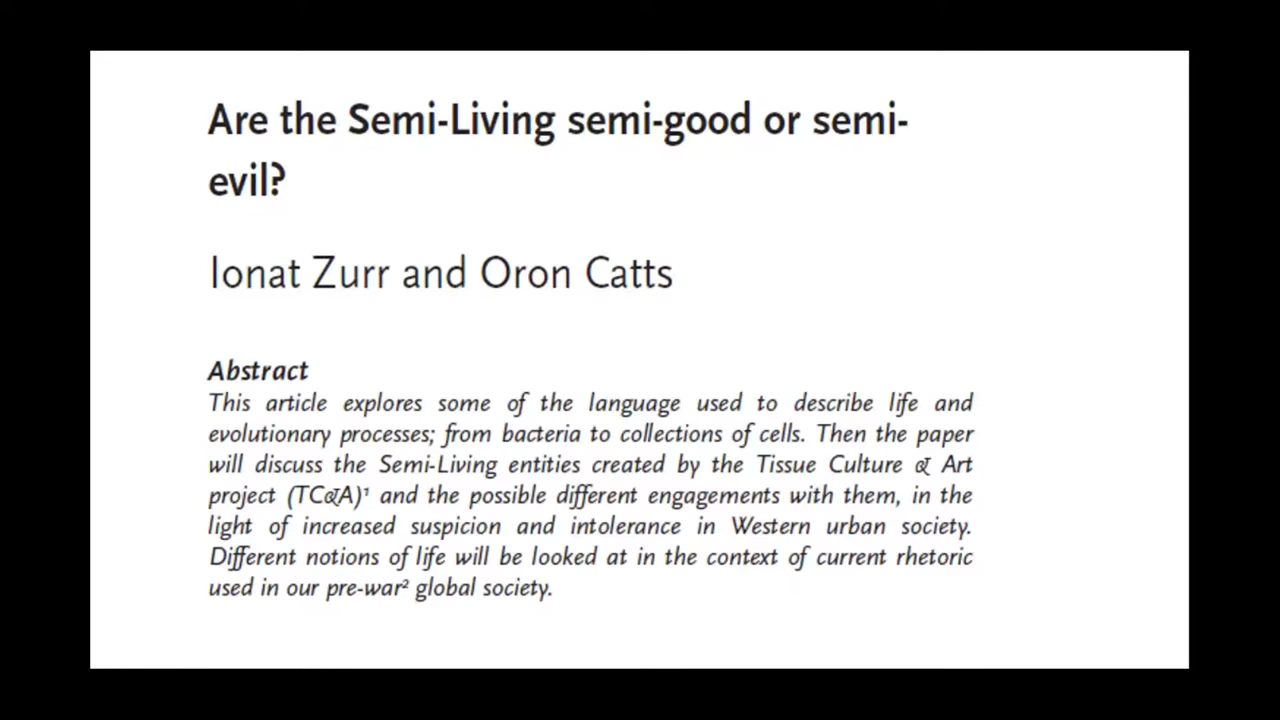 Are the Semi-Living semi-good or semi-
evil?
Ionat Zurr and Oron Catts
Abstract
This article explores some of the language used to describe life and
evolutionary processes; from bacteria to collections of cells. Then the paper
will discuss the Semi-Living entities created by the Tissue Culture & Art
project (TC&A)¹ and the possible different engagements with them, in the
light of increased suspicion and intolerance in Western urban society.
Different notions of life will be looked at in the context of current rhetoric
used in our pre-war² global society.